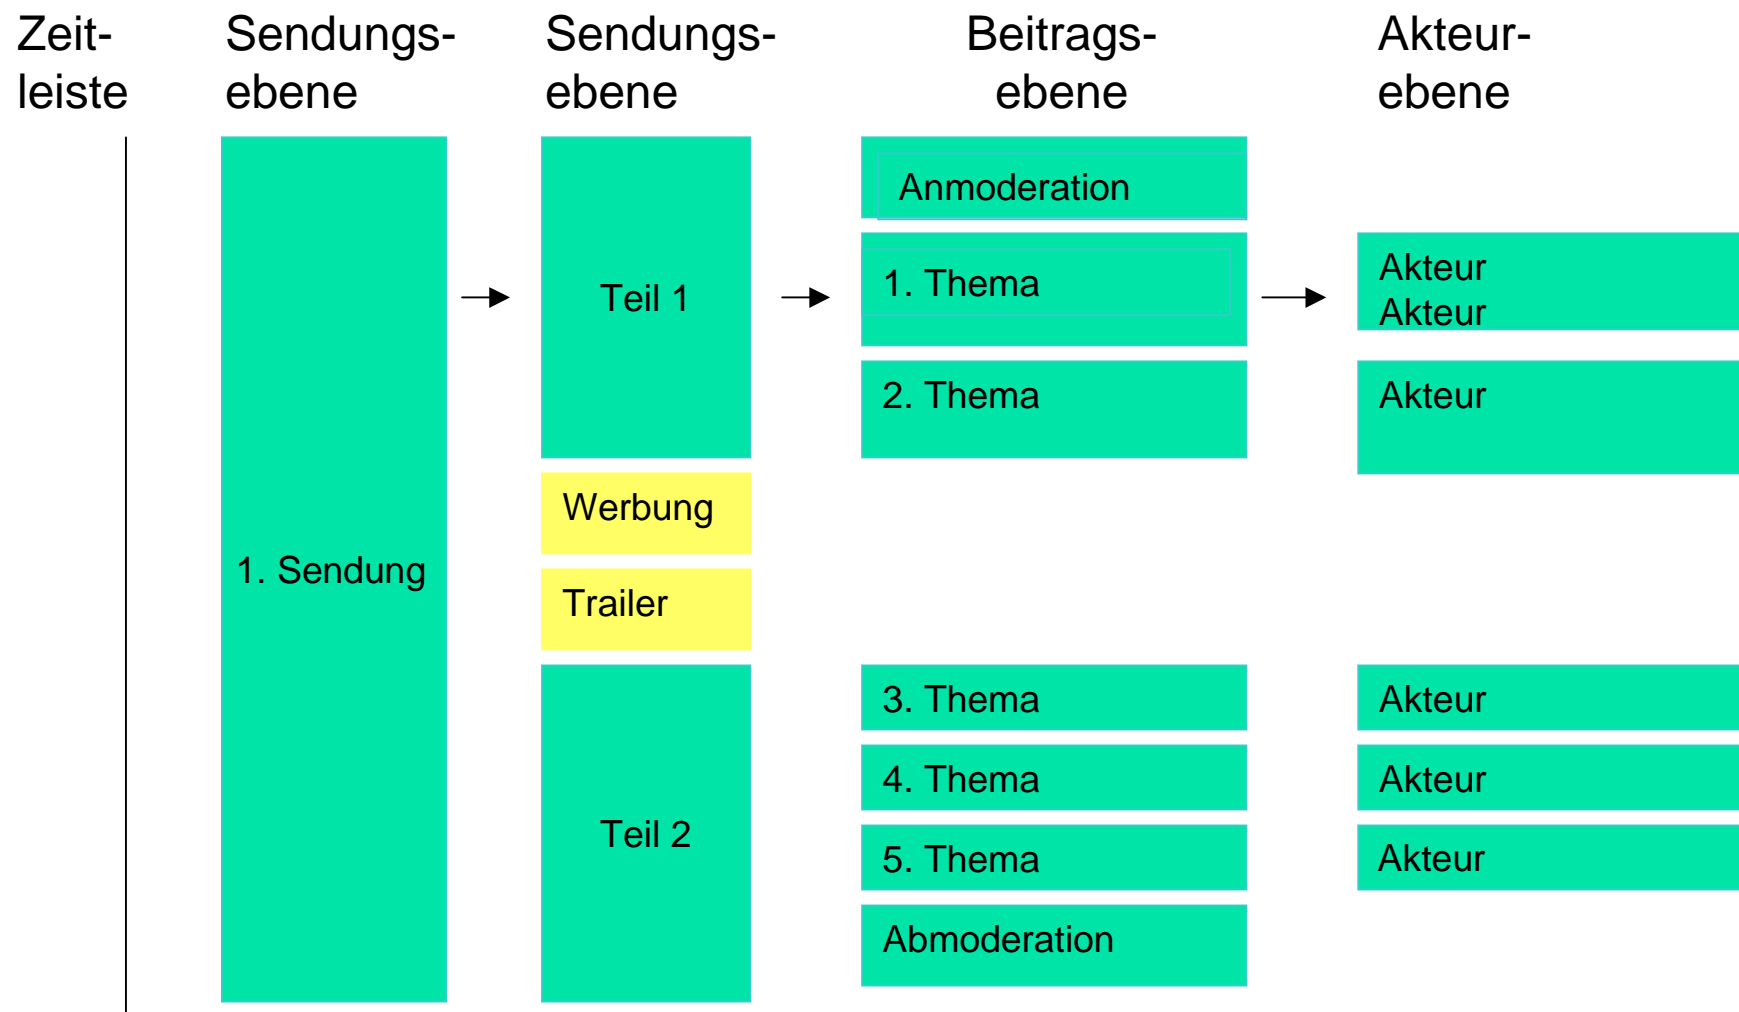 Zeit-
leiste
Sendungs-
ebene
Sendungs-
ebene
Beitrags-
ebene
Akteur-
ebene
1. Sendung
Teil 1
Werbung
Trailer
Teil 2
Anmoderation
1. Thema
2. Thema
3. Thema
4. Thema
5. Thema
Abmoderation
Akteur
Akteur
Akteur
Akteur
Akteur
Akteur